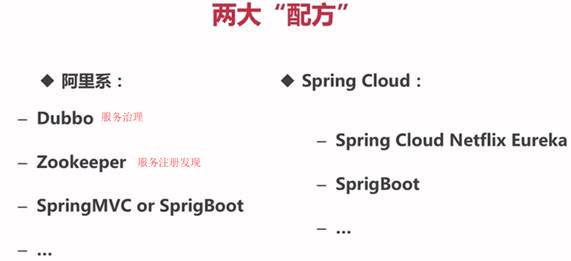 两大“配方”
◆ 阿里系：
– Dubbo 服务治理
– Zookeeper 服务注册发现
– SpringMVC or SprigBoot
– ...
◆ Spring Cloud：
– Spring Cloud Netflix Eureka
– SprigBoot
– ...